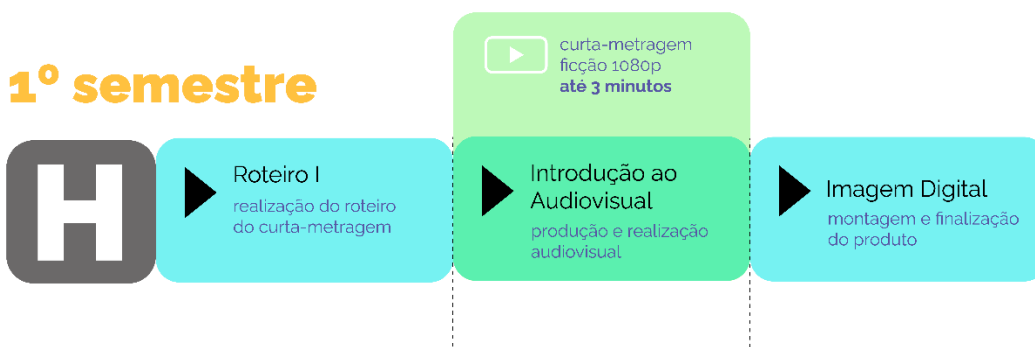 1º semestre
curta-metragem
ficção 1080p
até 3 minutos
H
Roteiro I
realização do roteiro
do curta-metragem
Introdução ao
Audiovisual
produção e realização
audiovisual
Imagem Digital
montagem e finalização
do produto